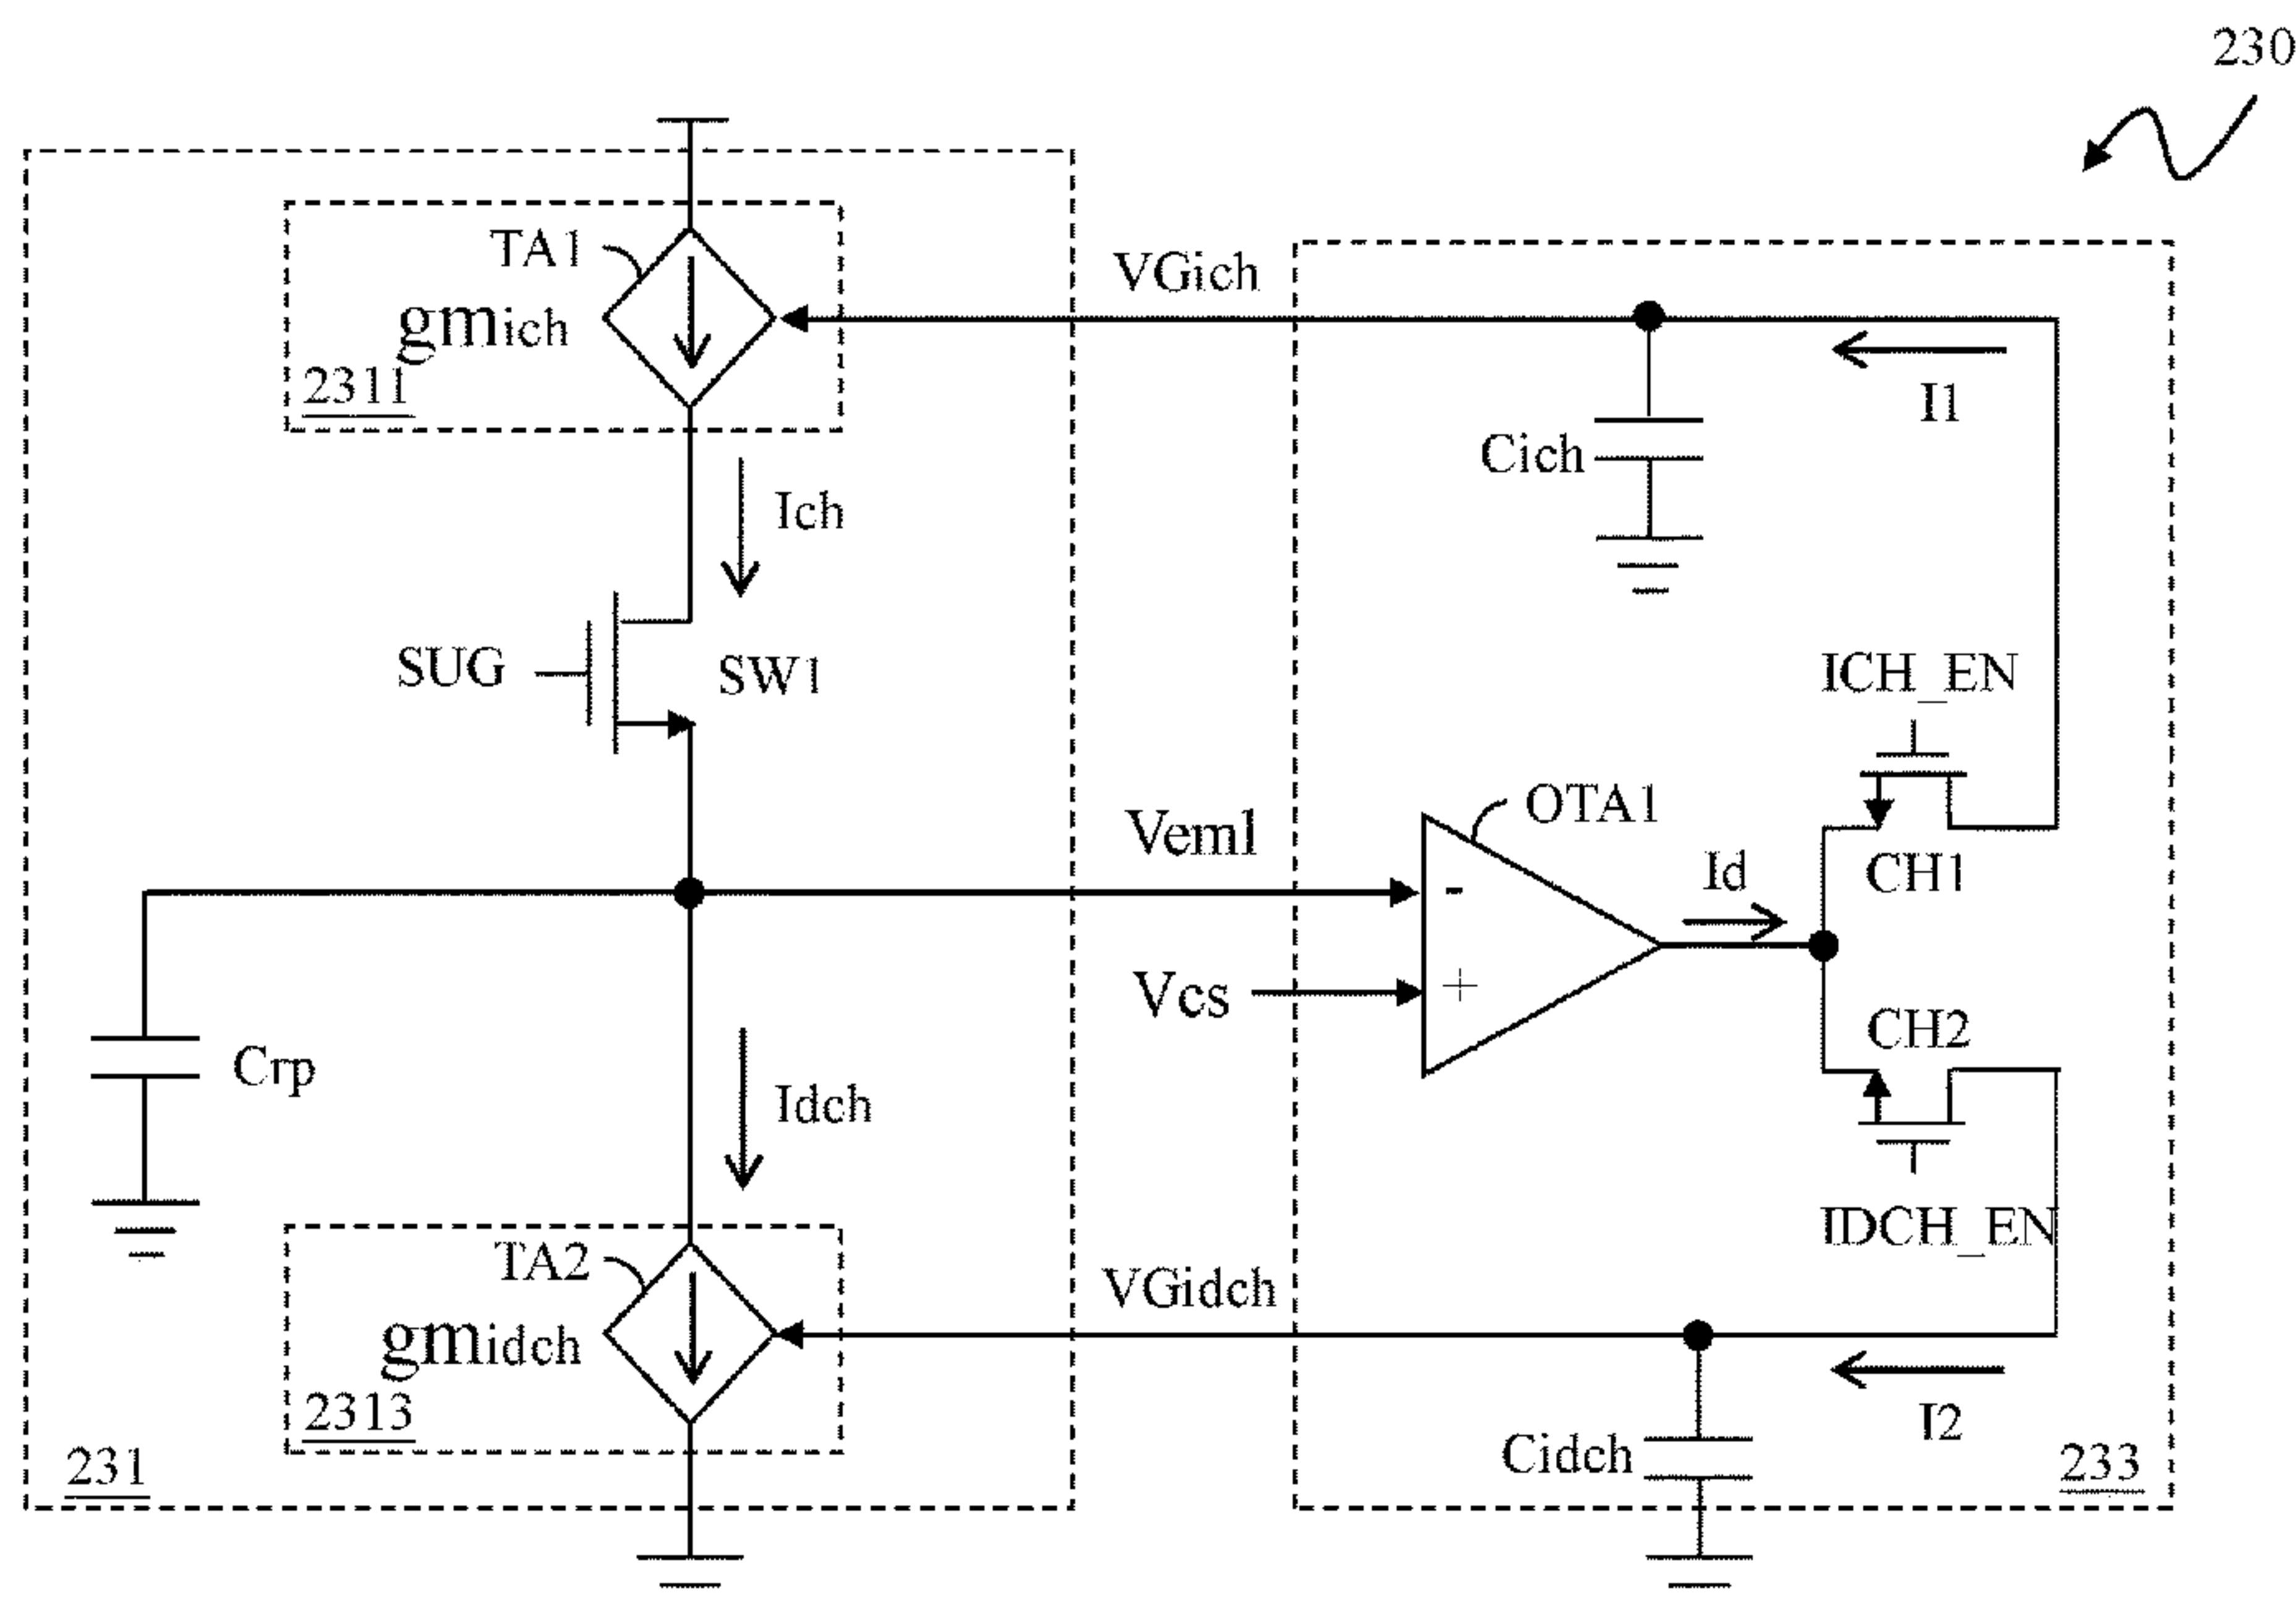 230
TA1
VGich
gmich
2311
I1
Cich
Ich
ICH_EN
SUG
SW1
OTA1
Vem1
-
Id
CH1
Vcs
+
CH2
Crp
Idch
IDCH_EN
TA2
VGidch
gmidch
2313
I2
231
Cidch
233